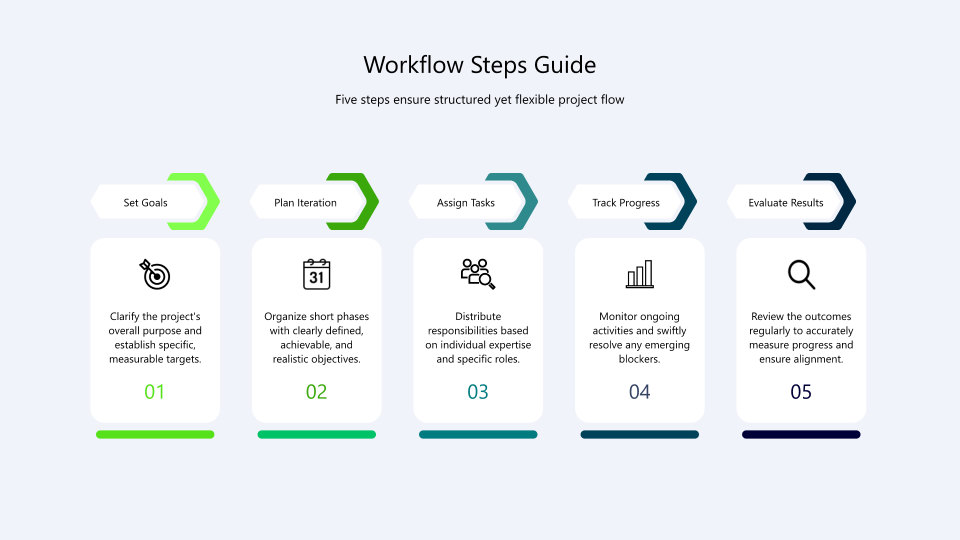 Workflow Steps Guide
Five steps ensure structured yet flexible project flow
Set Goals
Plan Iteration
Assign Tasks
Track Progress
Evaluate Results
Clarify the project's
overall purpose and
establish specific,
measurable targets.
01
31
Organize short phases
with clearly defined,
achievable, and
realistic objectives.
02
Distribute
responsibilities based
on individual expertise
and specific roles.
03
Monitor ongoing
activities and swiftly
resolve any emerging
blockers.
04
Review the outcomes
regularly to accurately
measure progress and
ensure alignment.
05